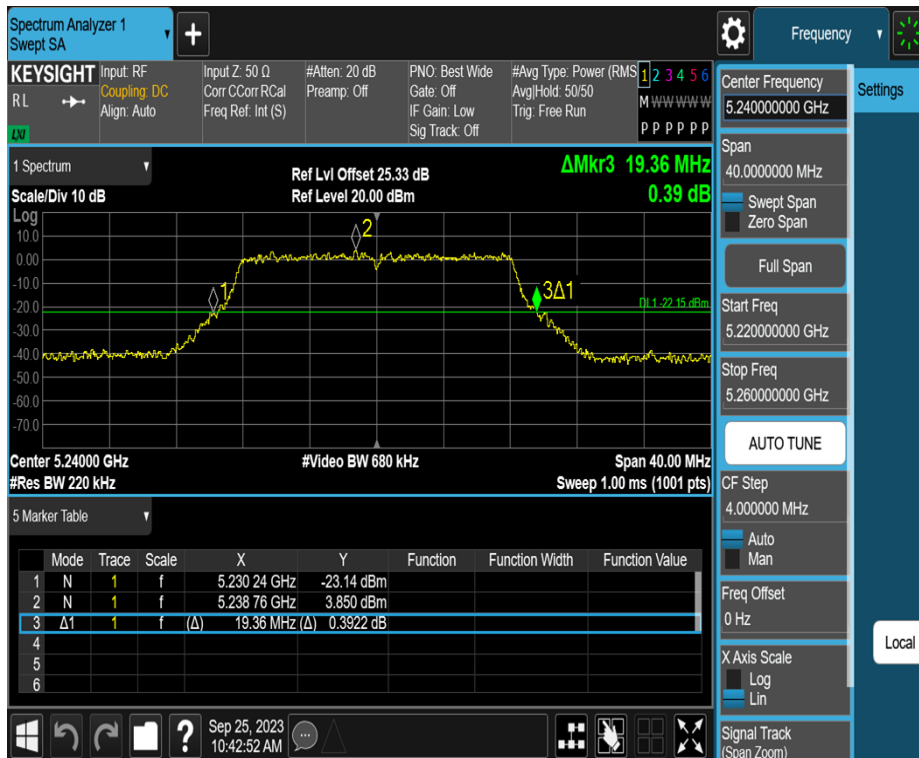 Spectrum Analyzer 1
Swept SA
+
Frequency
KEYSIGHT
R L
LXI
Input: RF
Coupling: DC
Align: Auto
Input Z: 50 Ω
Corr CCorr RCal
Freq Ref: Int (S)
#Atten: 20 dB
Preamp: Off
PNO: Best Wide
Gate: Off
IF Gain: Low
Sig Track: Off
#Avg Type: Power (RMS
Avg|Hold: 50/50
Trig: Free Run
1 2 3 4 5 6
M W W W W W
P P P P P P
1 Spectrum
Scale/Div 10 dB
Ref Lvl Offset 25.33 dB
Ref Level 20.00 dBm
ΔMkr3 19.36 MHz
0.39 dB
Log
10.0
0.00
-10.0
-20.0
-30.0
-40.0
-50.0
-60.0
-70.0
1
2
3Δ1
DL1 -22.15 dBm
Center 5.24000 GHz
#Video BW 680 kHz
Span 40.00 MHz
#Res BW 220 kHz
Sweep 1.00 ms (1001 pts)
5 Marker Table
Mode Trace Scale X Y Function Function Width Function Value
1 N 1 f 5.230 24 GHz -23.14 dBm
2 N 1 f 5.238 76 GHz 3.850 dBm
3 Δ1 1 f (Δ) 19.36 MHz (Δ) 0.3922 dB
4
5
6
?
Sep 25, 2023
10:42:52 AM
Center Frequency
5.240000000 GHz
Span
40.0000000 MHz
Swept Span
Zero Span
Full Span
Start Freq
5.220000000 GHz
Stop Freq
5.260000000 GHz
AUTO TUNE
CF Step
4.000000 MHz
Auto
Man
Freq Offset
0 Hz
X Axis Scale
Log
Lin
Signal Track
(Span Zoom)
Settings
Local